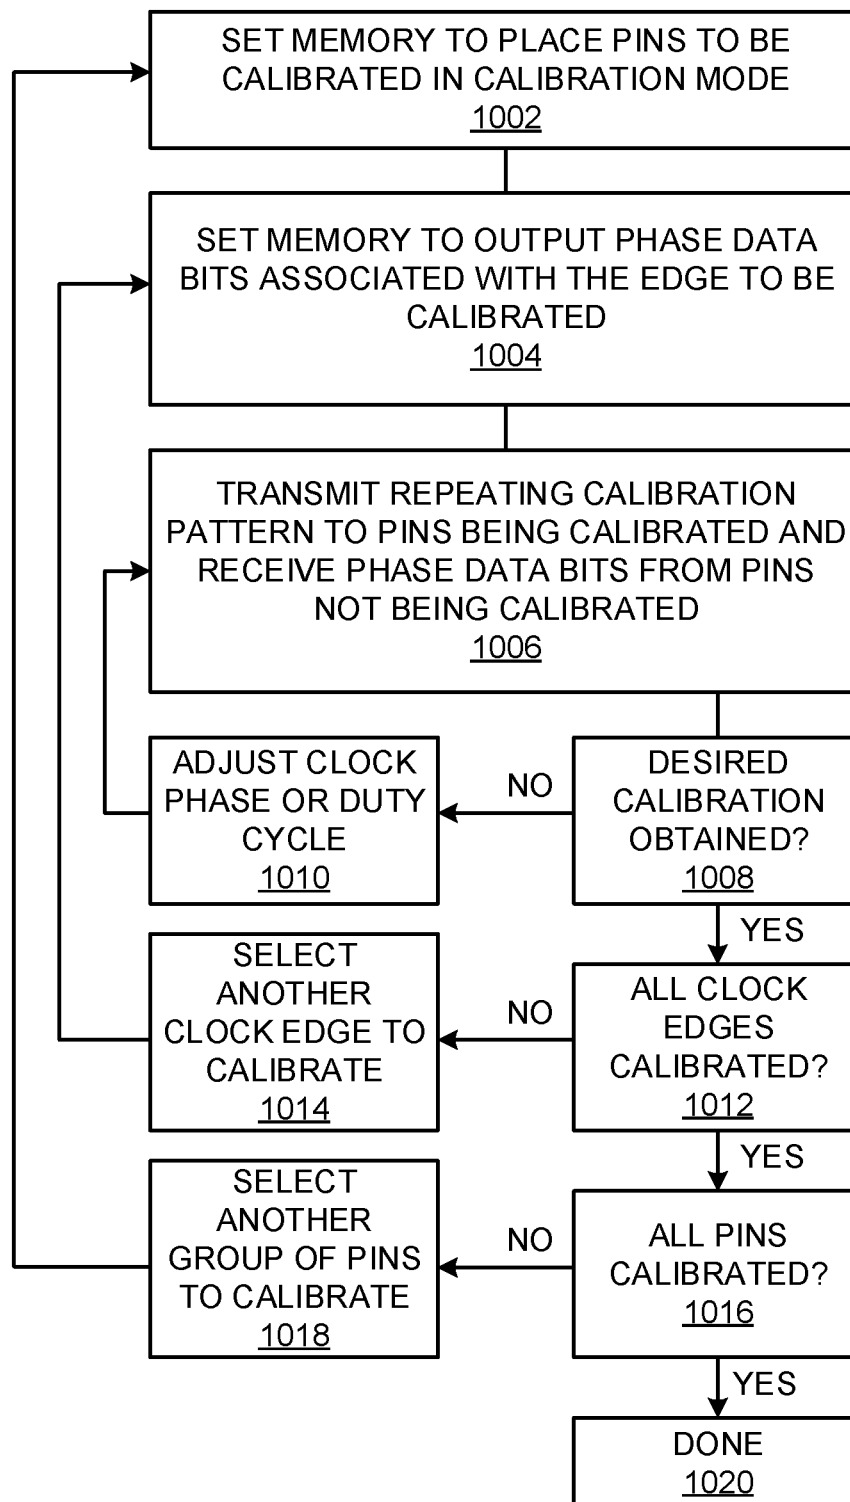 SET MEMORY TO PLACE PINS TO BE
CALIBRATED IN CALIBRATION MODE
1002
SET MEMORY TO OUTPUT PHASE DATA
BITS ASSOCIATED WITH THE EDGE TO BE
CALIBRATED
1004
TRANSMIT REPEATING CALIBRATION
PATTERN TO PINS BEING CALIBRATED AND
RECEIVE PHASE DATA BITS FROM PINS
NOT BEING CALIBRATED
1006
ADJUST CLOCK
PHASE OR DUTY
CYCLE
1010
NO
DESIRED
CALIBRATION
OBTAINED?
1008
YES
SELECT
ANOTHER
CLOCK EDGE TO
CALIBRATE
1014
NO
ALL CLOCK
EDGES
CALIBRATED?
1012
YES
SELECT
ANOTHER
GROUP OF PINS
TO CALIBRATE
1018
NO
ALL PINS
CALIBRATED?
1016
YES
DONE
1020